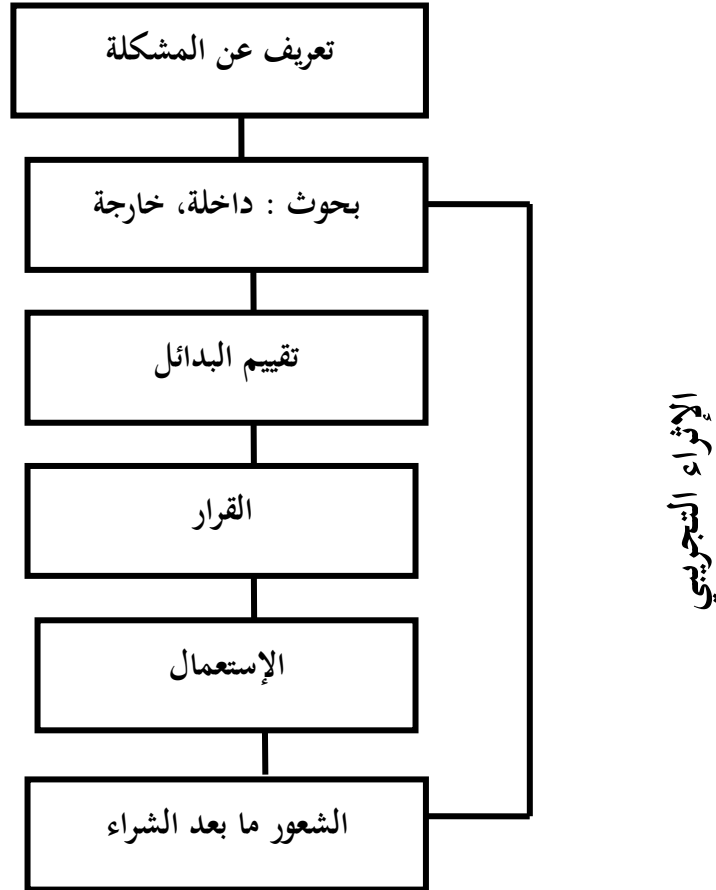 تعريف عن المشكلة
بحوث : داخلة، خارجة
تقييم البدائل
القرار
الإستعمال
الشعور ما بعد الشراء
الإثراء التجريبي